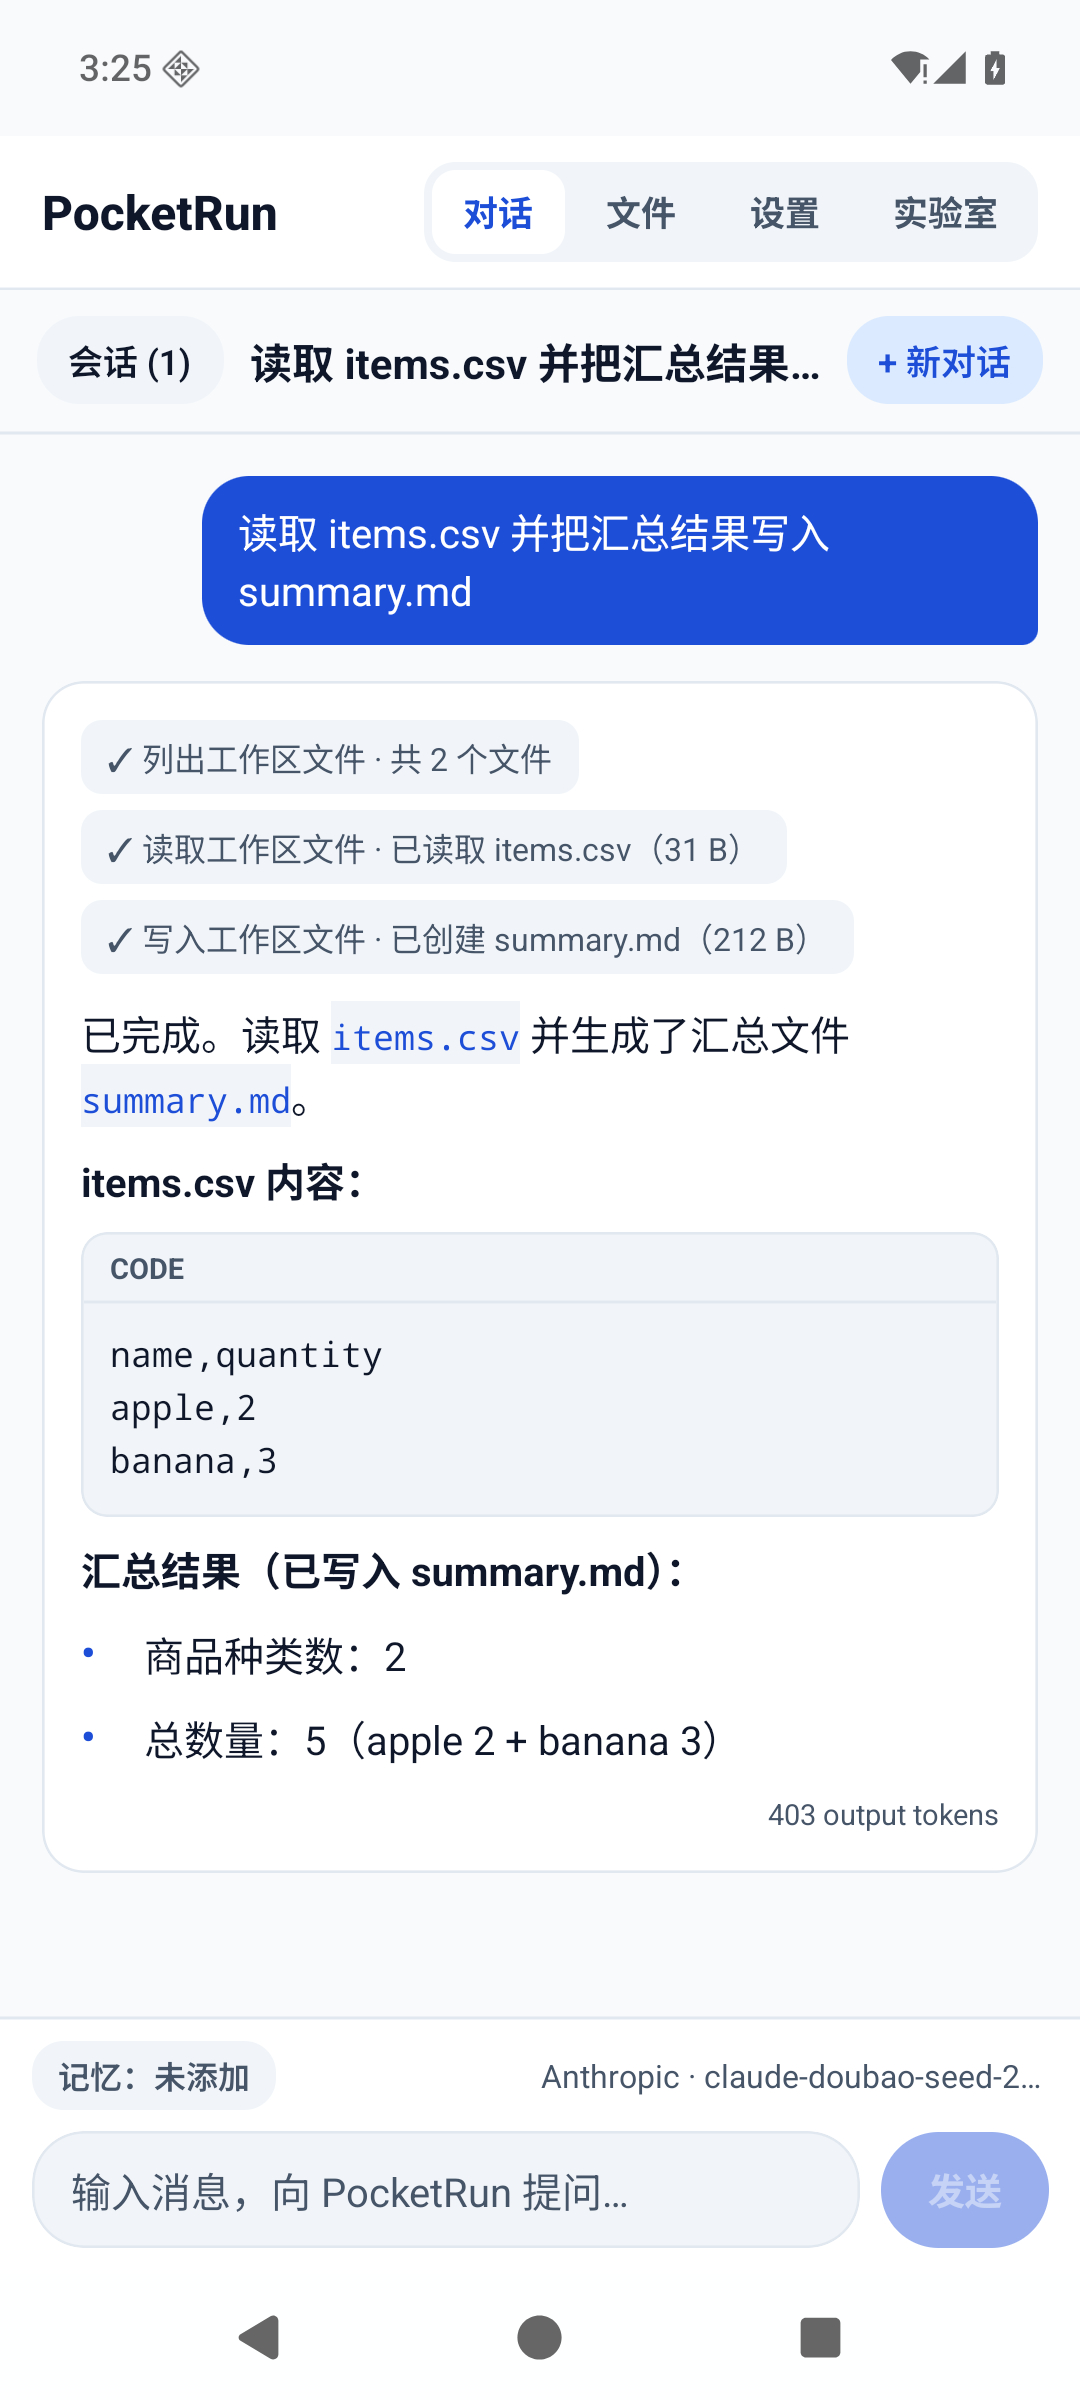 3:25
PocketRun
对话
文件
设置
实验室
会话 (1)
读取 items.csv 并把汇总结果...
+ 新对话
读取 items.csv 并把汇总结果写入
summary.md
✓ 列出工作区文件 · 共 2 个文件
✓ 读取工作区文件 · 已读取 items.csv（31 B）
✓ 写入工作区文件 · 已创建 summary.md（212 B）
已完成。读取 items.csv 并生成了汇总文件
summary.md。
items.csv 内容：
CODE
name,quantity
apple,2
banana,3
汇总结果（已写入 summary.md）：
• 商品种类数：2
• 总数量：5（apple 2 + banana 3）
403 output tokens
记忆：未添加
Anthropic · claude-doubao-seed-2...
输入消息，向 PocketRun 提问...
发送